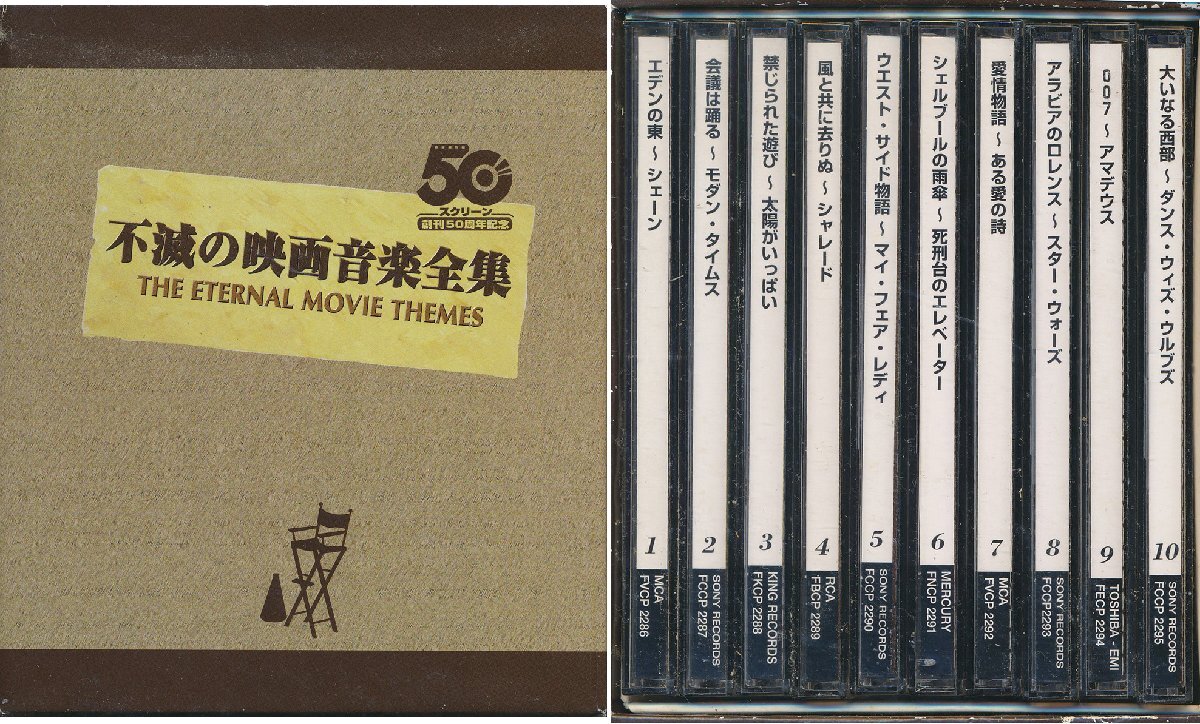 50
スクリーン
創刊50周年記念
不滅の映画音楽全集
THE ETERNAL MOVIE THEMES
エデンの東 ～ シェーン
1
MCA
FVCP 2286
会議は踊る ～ モダン・タイムス
2
SONY RECORDS
FCCP 2287
禁じられた遊び ～ 太陽がいっぱい
3
KING RECORDS
FKCP 2288
風と共に去りぬ ～ シャレード
4
RCA
FBCP 2289
ウエスト・サイド物語 ～ マイ・フェア・レディ
5
SONY RECORDS
FCCP 2290
シェルブールの雨傘 ～ 死刑台のエレベーター
6
MERCURY
FNCP 2291
愛情物語 ～ ある愛の詩
7
MCA
FVCP 2292
アラビアのロレンス ～ スター・ウォーズ
8
SONY RECORDS
FCCP2293
007 ～ アマデウス
9
TOSHIBA - EMI
FECP 2294
大いなる西部 ～ ダンス・ウィズ・ウルブズ
10
SONY RECORDS
FCCP 2295